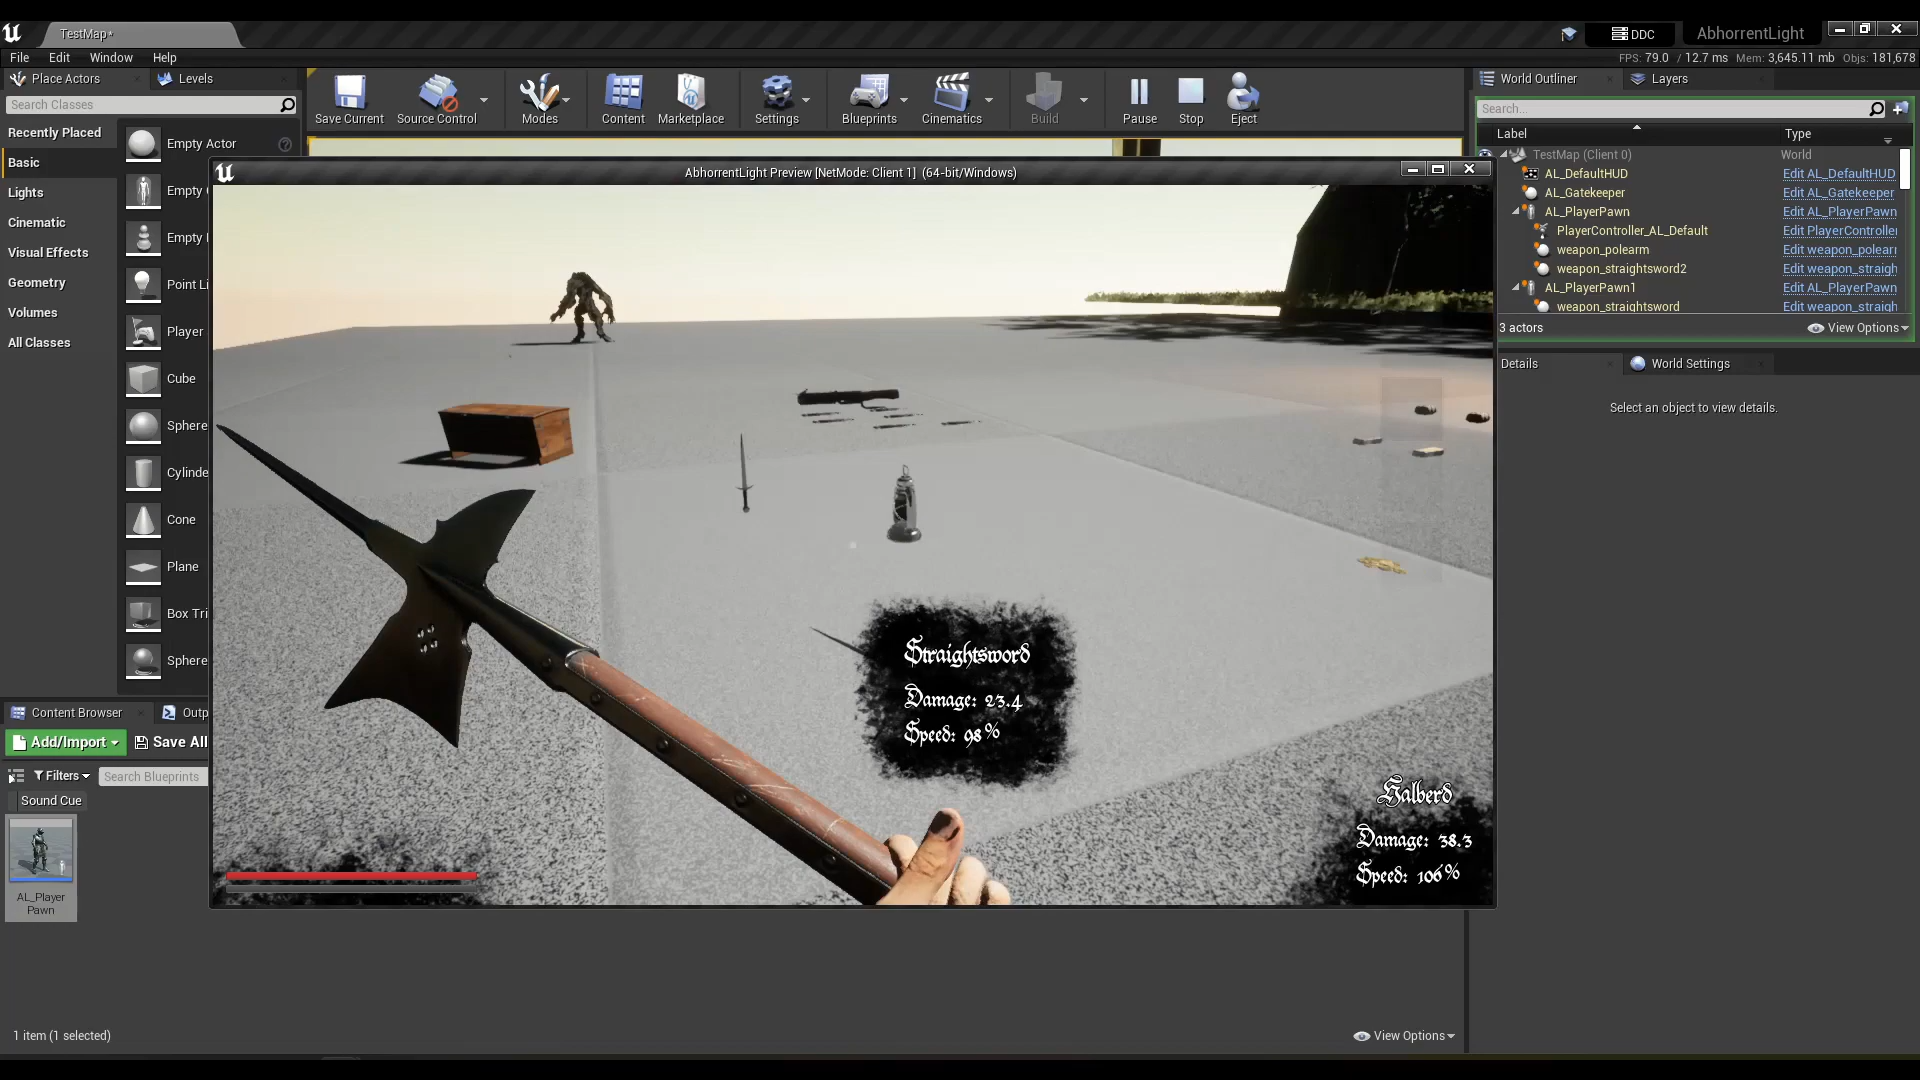 TestMap*
DDC
AbhorrentLight
File Edit Window Help
FPS: 79.0 / 12.7 ms Mem: 3,645.11 mb Objs: 181,678
Place Actors
Levels
Search Classes
Recently Placed
Basic
Lights
Cinematic
Visual Effects
Geometry
Volumes
All Classes
Empty Actor
Empty
Empty
Point Li
Player
Cube
Sphere
Cylinde
Cone
Plane
Box Tri
Sphere
Save Current
Source Control
Modes
Content
Marketplace
Settings
Blueprints
Cinematics
Build
Pause
Stop
Eject
AbhorrentLight Preview [NetMode: Client 1] (64-bit/Windows)
Straightsword
Damage: 23.4
Speed: 98%
Halberd
Damage: 38.3
Speed: 106%
World Outliner
Layers
Search...
Label Type
TestMap (Client 0) World
AL_DefaultHUD Edit AL_DefaultHUD
AL_Gatekeeper Edit AL_Gatekeeper
AL_PlayerPawn Edit AL_PlayerPawn
PlayerController_AL_Default Edit PlayerController
weapon_polearm Edit weapon_polearm
weapon_straightsword2 Edit weapon_straigh
AL_PlayerPawn1 Edit AL_PlayerPawn
weapon_straightsword Edit weapon_straigh
3 actors
View Options
Details
World Settings
Select an object to view details.
Content Browser
Outp
Add/Import
Save All
Filters
Search Blueprints
Sound Cue
AL_Player
Pawn
1 item (1 selected)
View Options